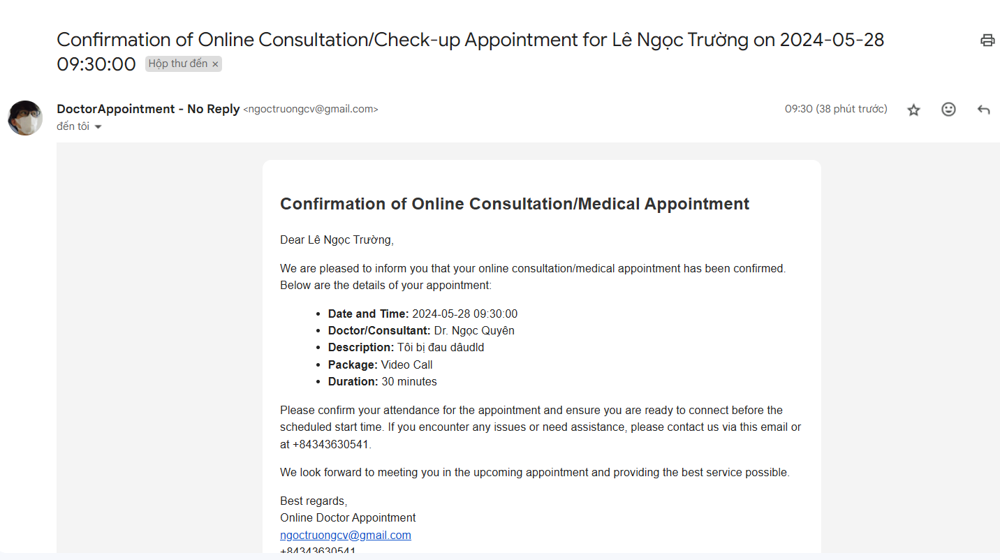 Confirmation of Online Consultation/Check-up Appointment for Lê Ngọc Trường on 2024-05-28
09:30:00 Hộp thư đến ×
DoctorAppointment - No Reply <ngoctruongcv@gmail.com> 09:30 (38 phút trước)
đến tôi
Confirmation of Online Consultation/Medical Appointment
Dear Lê Ngọc Trường,
We are pleased to inform you that your online consultation/medical appointment has been confirmed.
Below are the details of your appointment:
• Date and Time: 2024-05-28 09:30:00
• Doctor/Consultant: Dr. Ngọc Quyên
• Description: Tôi bị đau dâudld
• Package: Video Call
• Duration: 30 minutes
Please confirm your attendance for the appointment and ensure you are ready to connect before the
scheduled start time. If you encounter any issues or need assistance, please contact us via this email or
at +84343630541.
We look forward to meeting you in the upcoming appointment and providing the best service possible.
Best regards,
Online Doctor Appointment
ngoctruongcv@gmail.com
+84343630541